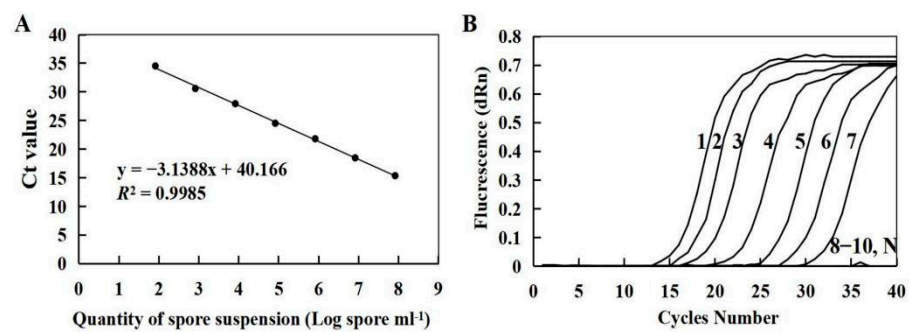 A
Ct value
40
35
30
25
20
15
10
5
0
y = −3.1388x + 40.166
R² = 0.9985
0 1 2 3 4 5 6 7 8 9
Quantity of spore suspension (Log spore ml⁻¹)
B
Flucrescence (dRn)
0.8
0.7
0.6
0.5
0.4
0.3
0.2
0.1
0
1 2 3 4 5 6 7
8−10, N
0 5 10 15 20 25 30 35 40
Cycles Number